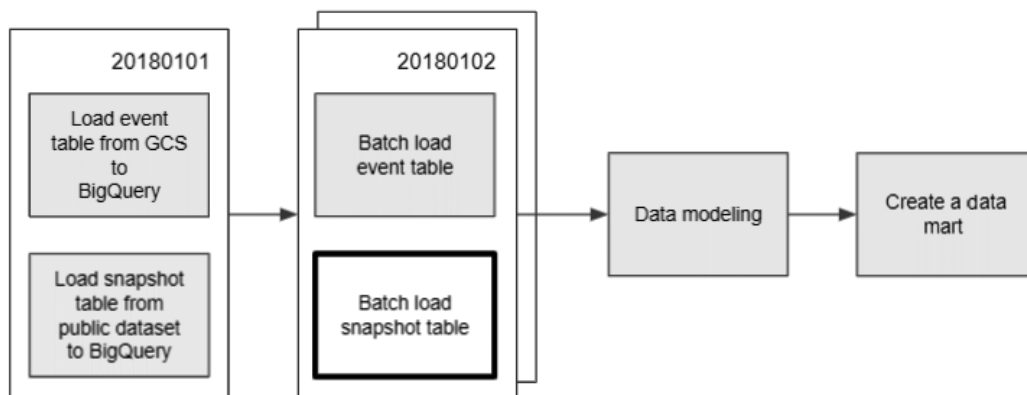 20180101
Load event
table from GCS
to
BigQuery
Load snapshot
table from
public dataset
to BigQuery
20180102
Batch load
event table
Batch load
snapshot table
Data modeling
Create a data
mart